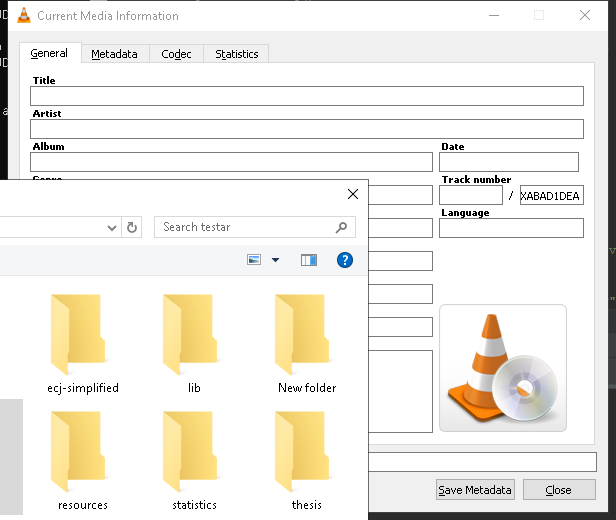 Current Media Information
General Metadata Codec Statistics
Title
Artist
Album Date
Track number
/ XABAD1DEA
Language
Search testar
ecj-simplified lib New folder
resources statistics thesis
Save Metadata Close